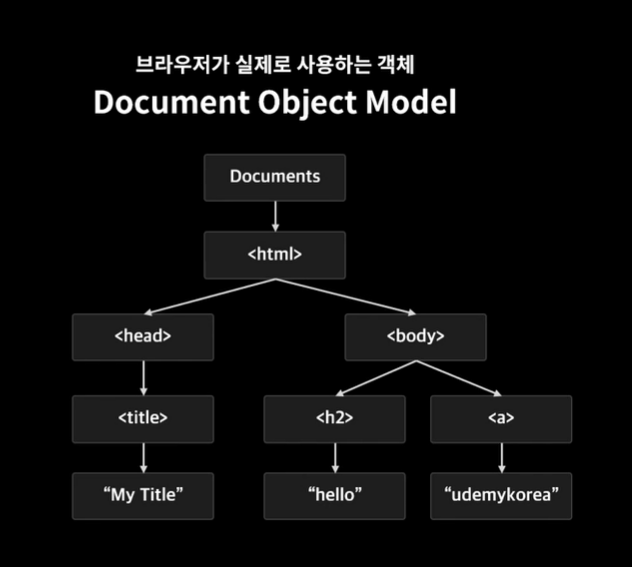 브라우저가 실제로 사용하는 객체
Document Object Model
Documents
<html>
<head>
<body>
<title>
<h2>
<a>
“My Title”
“hello”
“udemykorea”